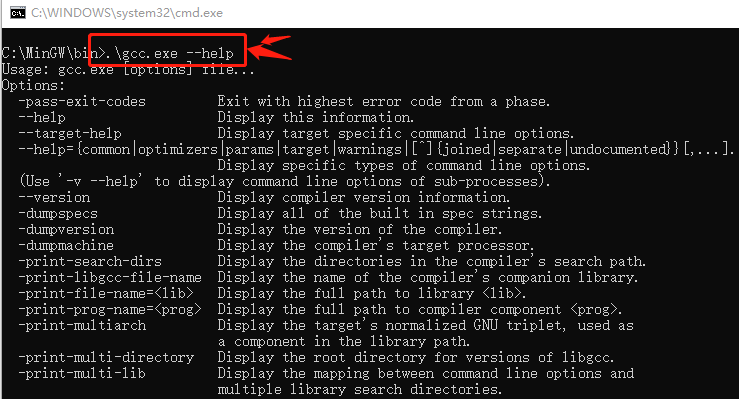 C:\WINDOWS\system32\cmd.exe
C:\MinGW\bin>.\gcc.exe --help
Usage: gcc.exe [options] file...
Options:
-pass-exit-codes Exit with highest error code from a phase.
--help Display this information.
--target-help Display target specific command line options.
--help={common|optimizers|params|target|warnings|[^]{joined|separate|undocumented}}[,...].
Display specific types of command line options.
(Use '-v --help' to display command line options of sub-processes).
--version Display compiler version information.
-dumpspecs Display all of the built in spec strings.
-dumpversion Display the version of the compiler.
-dumpmachine Display the compiler's target processor.
-print-search-dirs Display the directories in the compiler's search path.
-print-libgcc-file-name Display the name of the compiler's companion library.
-print-file-name=<lib> Display the full path to library <lib>.
-print-prog-name=<prog> Display the full path to compiler component <prog>.
-print-multiarch Display the target's normalized GNU triplet, used as
a component in the library path.
-print-multi-directory Display the root directory for versions of libgcc.
-print-multi-lib Display the mapping between command line options and
multiple library search directories.